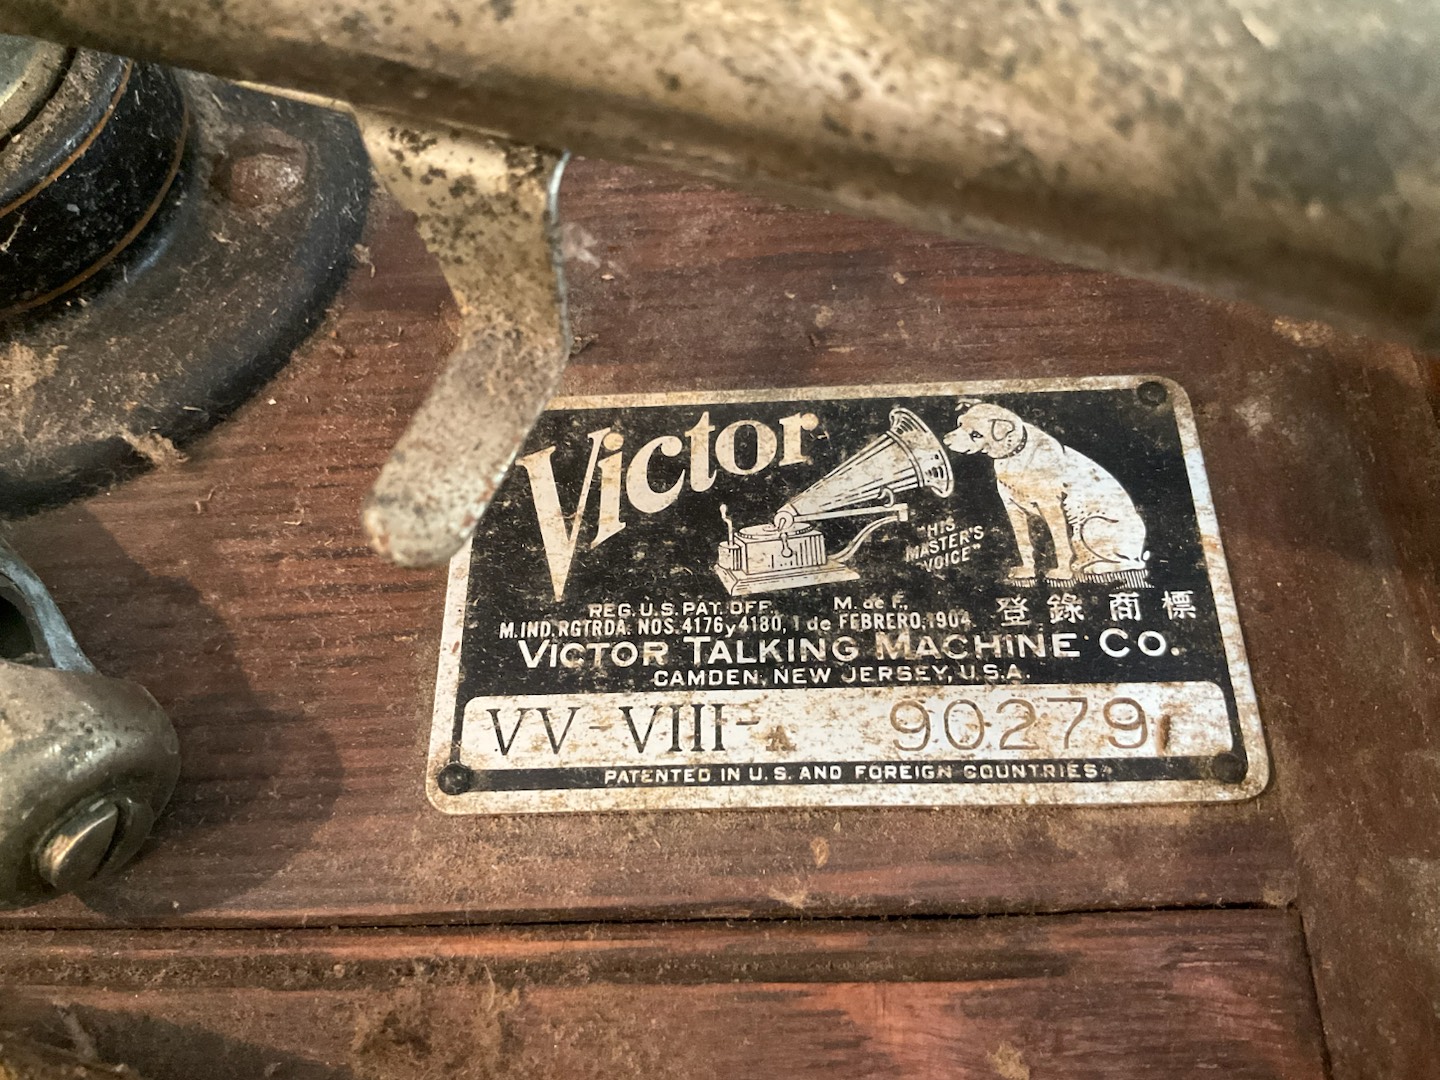 Victor
"HIS
MASTER'S
VOICE"
REG. U.S. PAT. OFF. M. de F.,
M. IND. RGTRDA. NOS. 4176 y 4180, 1 de FEBRERO, 1904
登錄商標
VICTOR TALKING MACHINE CO.
CAMDEN, NEW JERSEY, U.S.A.
VV-VIII-A 90279
PATENTED IN U.S. AND FOREIGN COUNTRIES